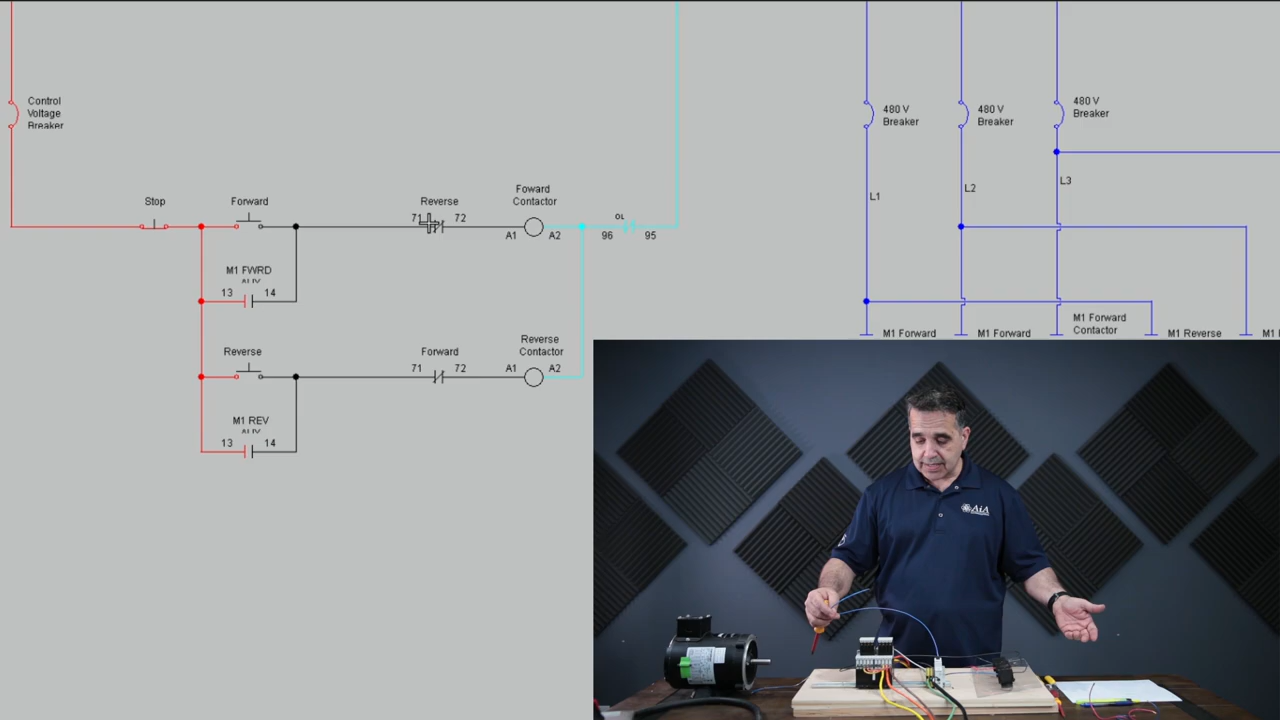 Control
Voltage
Breaker
480 V
Breaker
480 V
Breaker
480 V
Breaker
L1
L2
L3
Stop
Forward
Reverse
Foward
Contactor
71
72
A1
A2
OL
96
95
M1 FWRD
13
14
Reverse
Forward
Reverse
Contactor
71
72
A1
A2
M1 REV
13
14
M1 Forward
M1 Forward
M1 Forward
Contactor
M1 Reverse
AiA